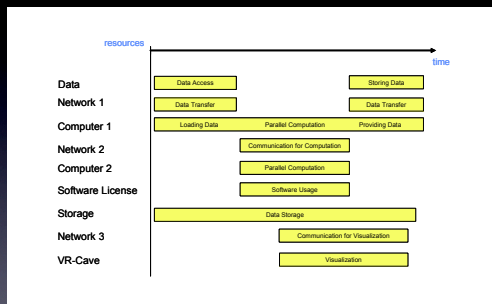 resources
time
Data
Data Access
Storing Data
Network 1
Data Transfer
Data Transfer
Computer 1
Loading Data
Parallel Computation
Providing Data
Network 2
Communication for Computation
Computer 2
Parallel Computation
Software License
Software Usage
Storage
Data Storage
Network 3
Communication for Visualization
VR-Cave
Visualization